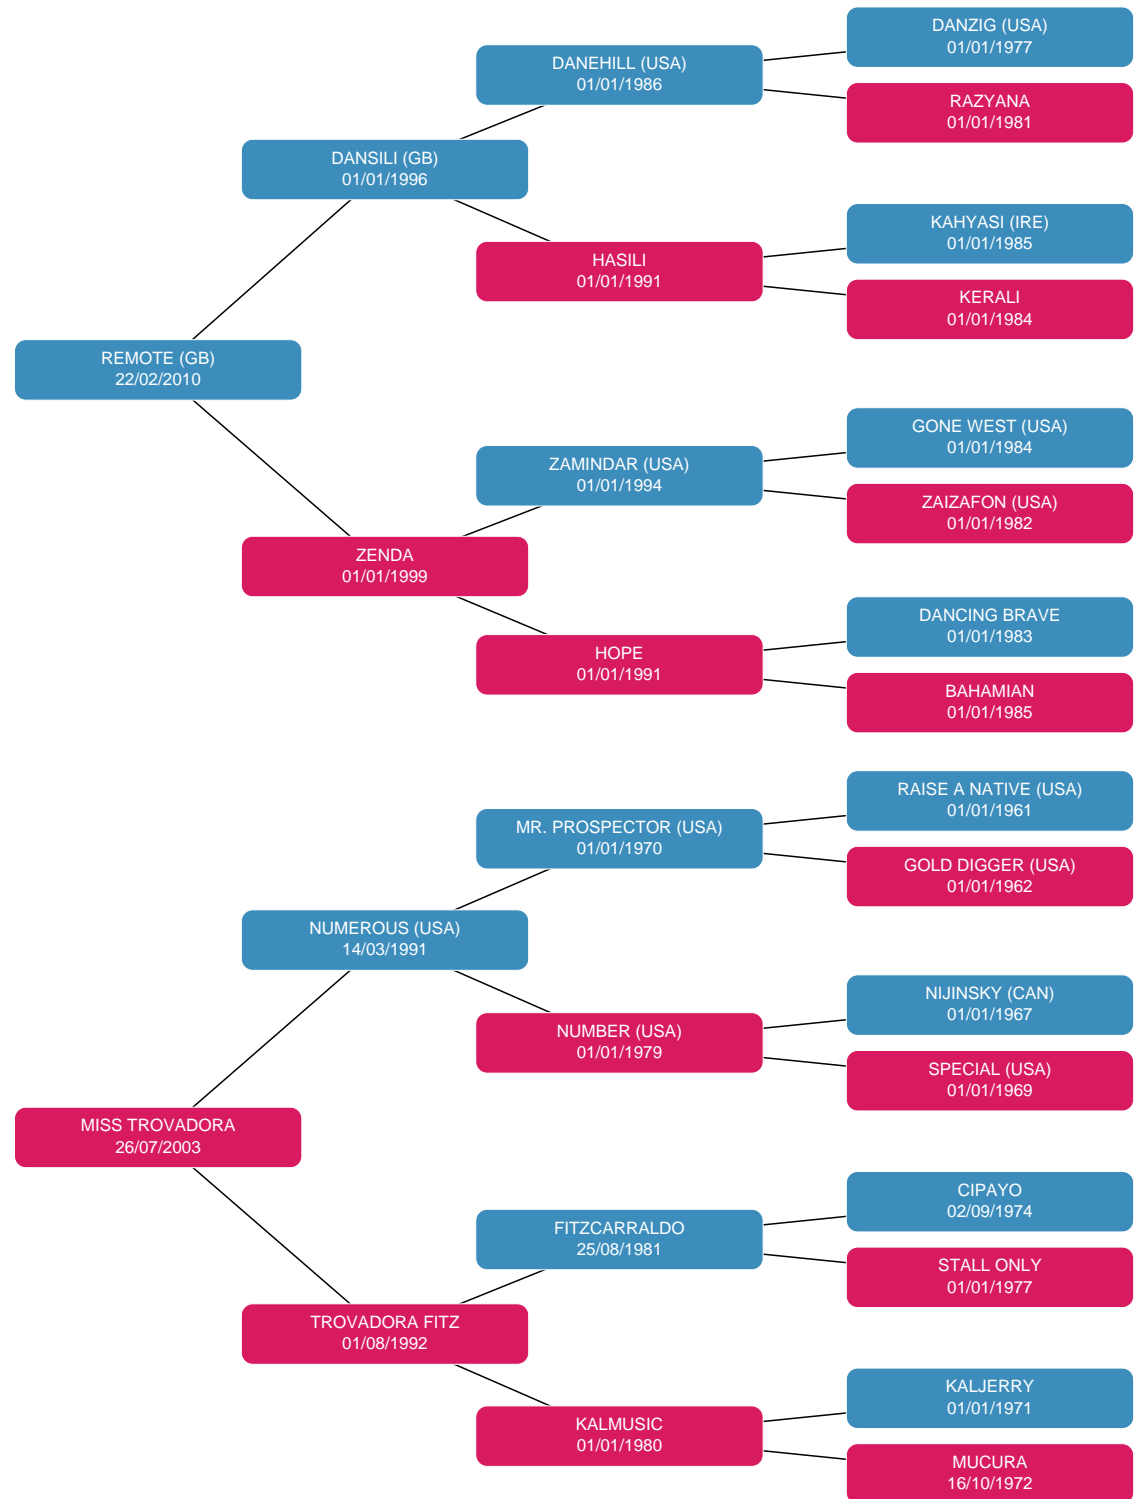 DANZIG (USA)
01/01/1977
DANEHILL (USA)
01/01/1986
RAZYANA
01/01/1981
DANSILI (GB)
01/01/1996
KAHYASI (IRE)
01/01/1985
HASILI
01/01/1991
KERALI
01/01/1984
REMOTE (GB)
22/02/2010
GONE WEST (USA)
01/01/1984
ZAMINDAR (USA)
01/01/1994
ZAIZAFON (USA)
01/01/1982
ZENDA
01/01/1999
DANCING BRAVE
01/01/1983
HOPE
01/01/1991
BAHAMIAN
01/01/1985
RAISE A NATIVE (USA)
01/01/1961
MR. PROSPECTOR (USA)
01/01/1970
GOLD DIGGER (USA)
01/01/1962
NUMEROUS (USA)
14/03/1991
NIJINSKY (CAN)
01/01/1967
NUMBER (USA)
01/01/1979
SPECIAL (USA)
01/01/1969
MISS TROVADORA
26/07/2003
CIPAYO
02/09/1974
FITZCARRALDO
25/08/1981
STALL ONLY
01/01/1977
TROVADORA FITZ
01/08/1992
KALJERRY
01/01/1971
KALMUSIC
01/01/1980
MUCURA
16/10/1972